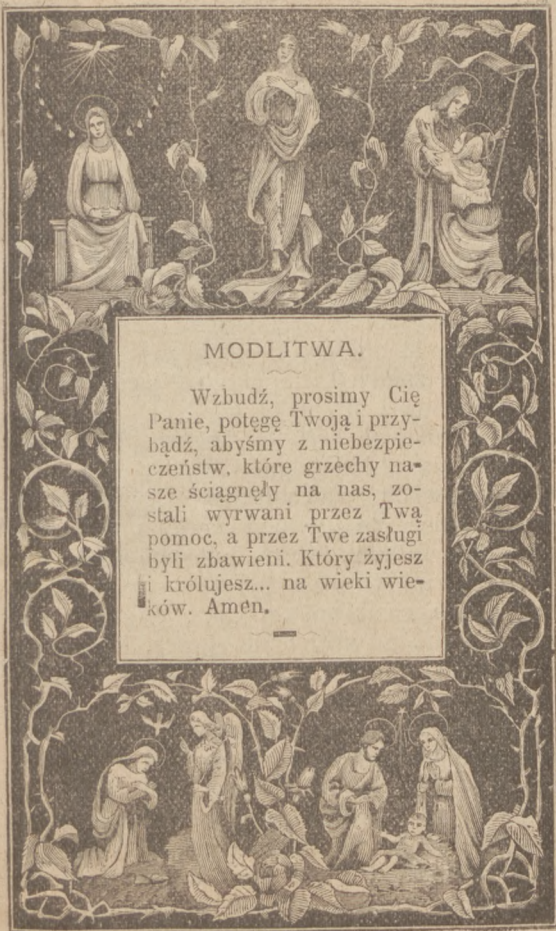 MODLITWA.
Wzbudź, prosimy Cię
Panie, potęgę Twoją i przy-
bądź, abyśmy z niebezpie-
czeństw, które grzechy na-
sze ściągnęły na nas, zo-
stali wyrwani przez Twą
pomoc, a przez Twe zasługi
byli zbawieni. Który żyjesz
i królujesz... na wieki wie-
ków. Amen.